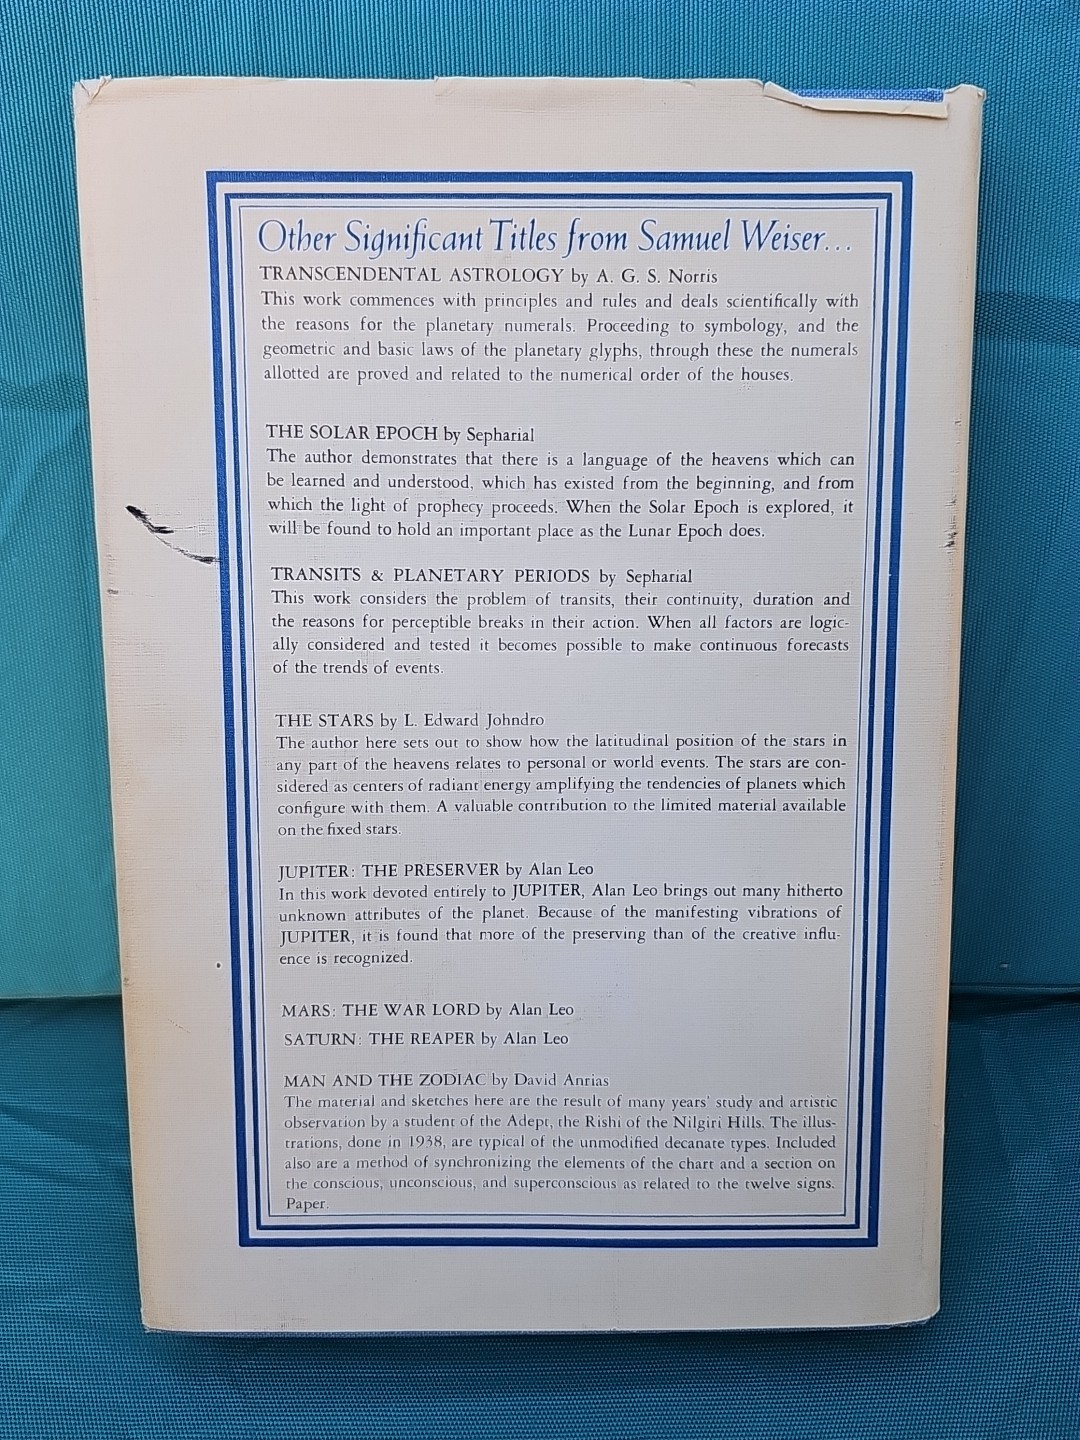 Other Significant Titles from Samuel Weiser...
TRANSCENDENTAL ASTROLOGY by A. G. S. Norris
This work commences with principles and rules and deals scientifically with
the reasons for the planetary numerals. Proceeding to symbology, and the
geometric and basic laws of the planetary glyphs, through these the numerals
allotted are proved and related to the numerical order of the houses.
THE SOLAR EPOCH by Sepharial
The author demonstrates that there is a language of the heavens which can
be learned and understood, which has existed from the beginning, and from
which the light of prophecy proceeds. When the Solar Epoch is explored, it
will be found to hold an important place as the Lunar Epoch does.
TRANSITS & PLANETARY PERIODS by Sepharial
This work considers the problem of transits, their continuity, duration and
the reasons for perceptible breaks in their action. When all factors are logic-
ally considered and tested it becomes possible to make continuous forecasts
of the trends of events.
THE STARS by L. Edward Johndro
The author here sets out to show how the latitudinal position of the stars in
any part of the heavens relates to personal or world events. The stars are con-
sidered as centers of radiant energy amplifying the tendencies of planets which
configure with them. A valuable contribution to the limited material available
on the fixed stars.
JUPITER: THE PRESERVER by Alan Leo
In this work devoted entirely to JUPITER, Alan Leo brings out many hitherto
unknown attributes of the planet. Because of the manifesting vibrations of
JUPITER, it is found that more of the preserving than of the creative influ-
ence is recognized.
MARS: THE WAR LORD by Alan Leo
SATURN: THE REAPER by Alan Leo
MAN AND THE ZODIAC by David Anrias
The material and sketches here are the result of many years' study and artistic
observation by a student of the Adept, the Rishi of the Nilgiri Hills. The illus-
trations, done in 1938, are typical of the unmodified decanate types. Included
also are a method of synchronizing the elements of the chart and a section on
the conscious, unconscious, and superconscious as related to the twelve signs.
Paper.